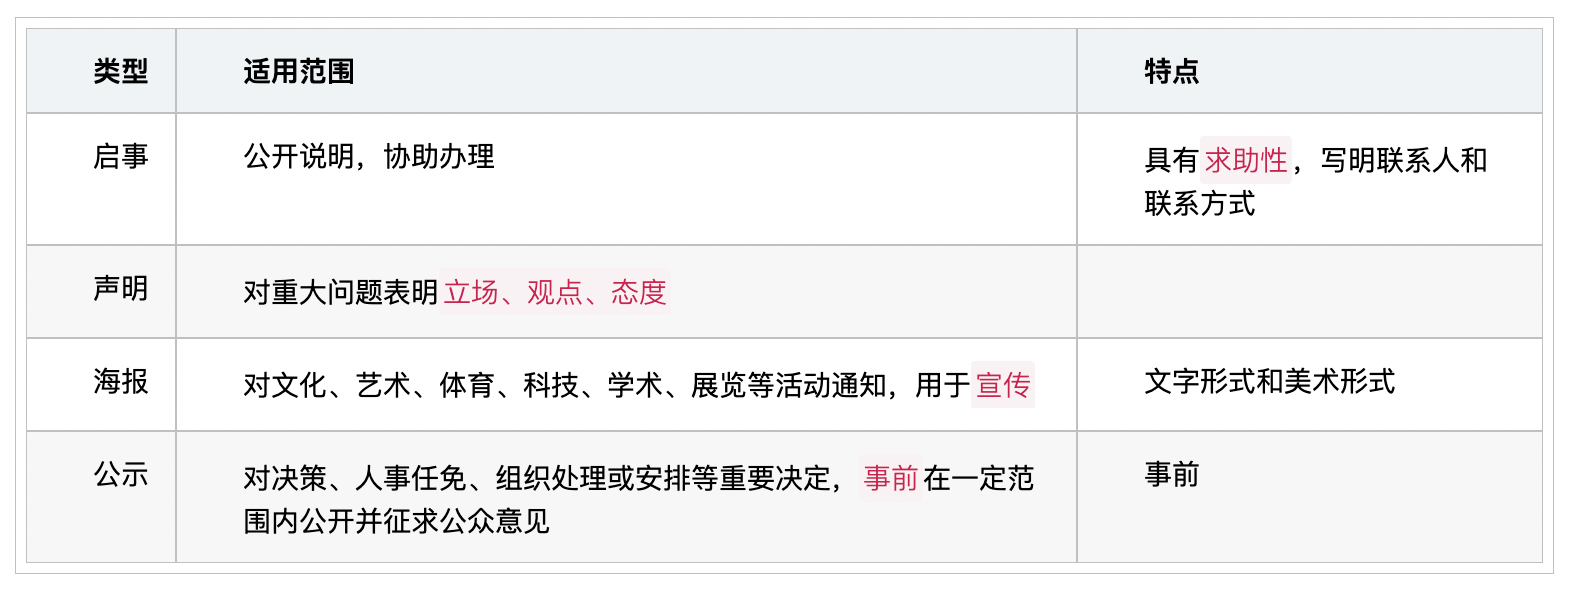 类型 适用范围 特点
启事 公开说明，协助办理 具有求助性，写明联系人和
联系方式
声明 对重大问题表明立场、观点、态度
海报 对文化、艺术、体育、科技、学术、展览等活动通知，用于宣传 文字形式和美术形式
公示 对决策、人事任免、组织处理或安排等重要决定，事前在一定范 事前
围内公开并征求公众意见